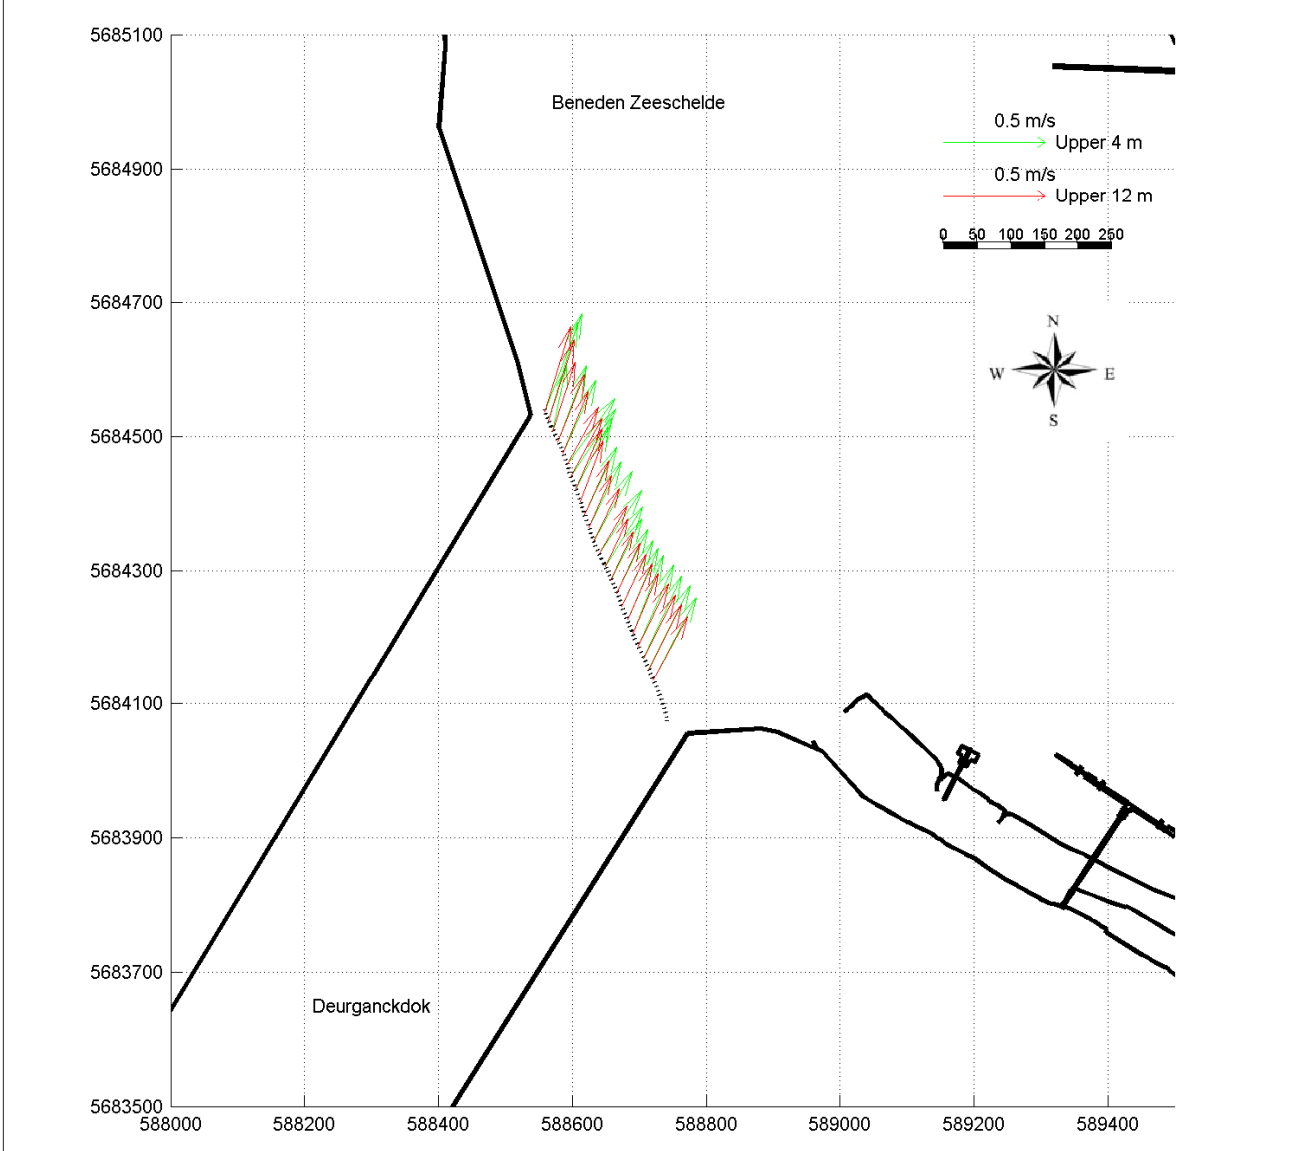 5685100
Beneden Zeeschelde
0.5 m/s
Upper 4 m
5684900
0.5 m/s
Upper 12 m
0 50 100 150 200 250
5684700
N
W E
S
5684500
5684300
5684100
5683900
5683700
Deurganckdok
5683500
588000 588200 588400 588600 588800 589000 589200 589400